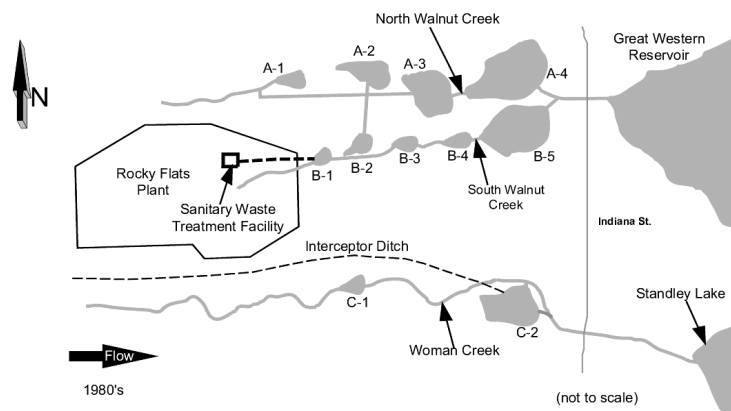 North Walnut Creek
Great Western
Reservoir
A-1
A-2
A-3
A-4
N
Rocky Flats
Plant
B-1
B-2
B-3
B-4
B-5
Sanitary Waste
Treatment Facility
South Walnut
Creek
Indiana St.
Interceptor Ditch
C-1
C-2
Standley Lake
Woman Creek
Flow
1980's
(not to scale)